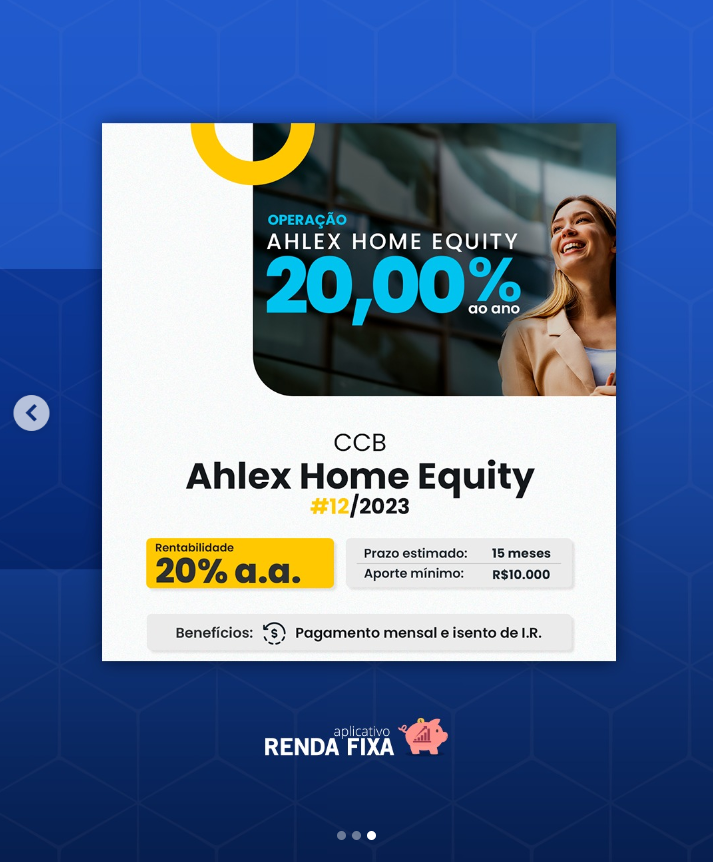 OPERAÇÃO
AHLEX HOME EQUITY
20,00%
ao ano
CCB
Ahlex Home Equity
#12/2023
Rentabilidade
20% a.a.
Prazo estimado: 15 meses
Aporte mínimo: R$10.000
Benefícios: $ Pagamento mensal e isento de I.R.
aplicativo
RENDA FIXA